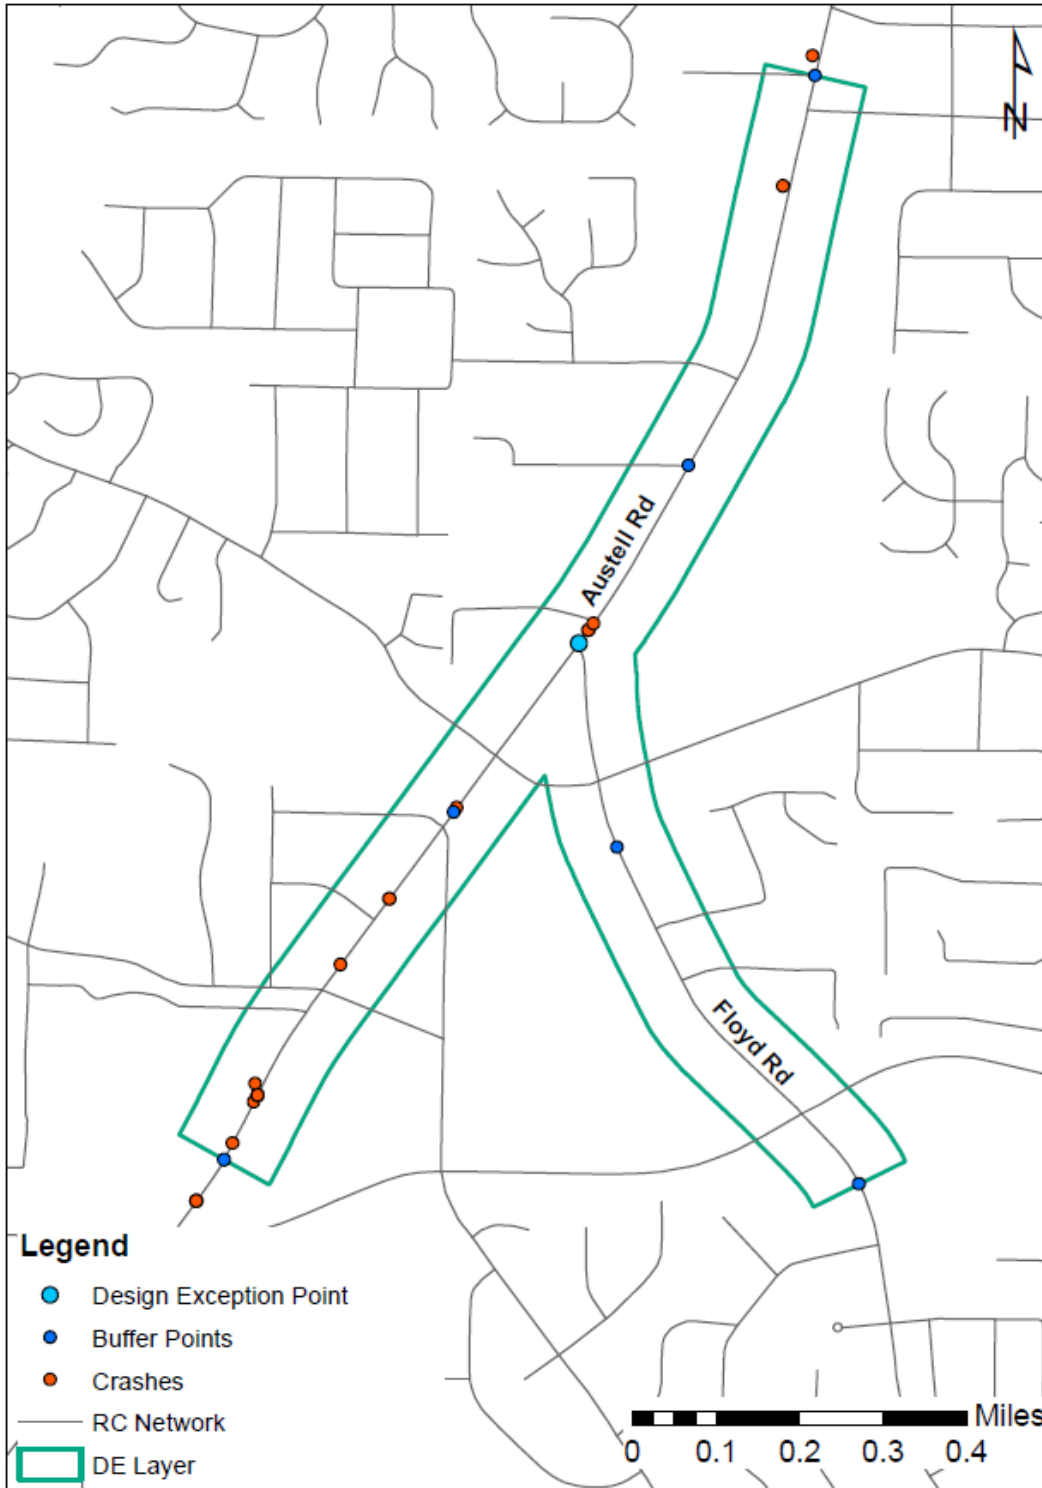 N
Austell Rd
Floyd Rd
Legend
Design Exception Point
Buffer Points
Crashes
RC Network
DE Layer
Miles
0 0.1 0.2 0.3 0.4